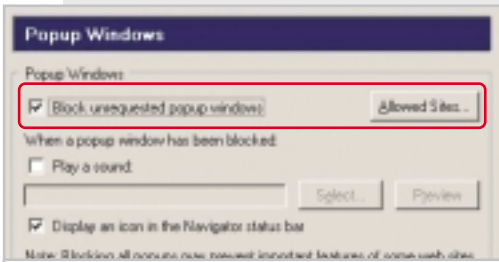 Popup Windows
Popup Windows
Block unrequested popup windows Allowed Sites...
When a popup window has been blocked:
Play a sound:
Select... Preview
Display an icon in the Navigator status bar
Note: Blocking all popups may prevent important features of some web sites